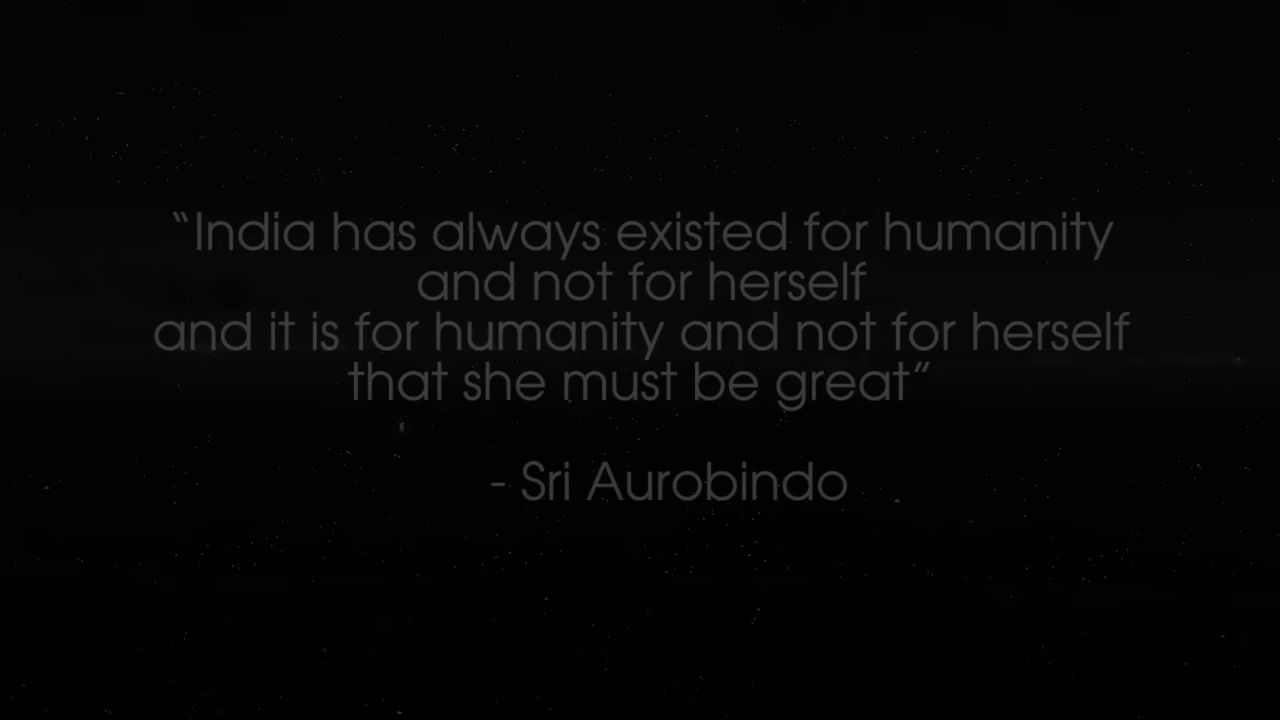 “India has always existed for humanity
and not for herself
and it is for humanity and not for herself
that she must be great”
- Sri Aurobindo